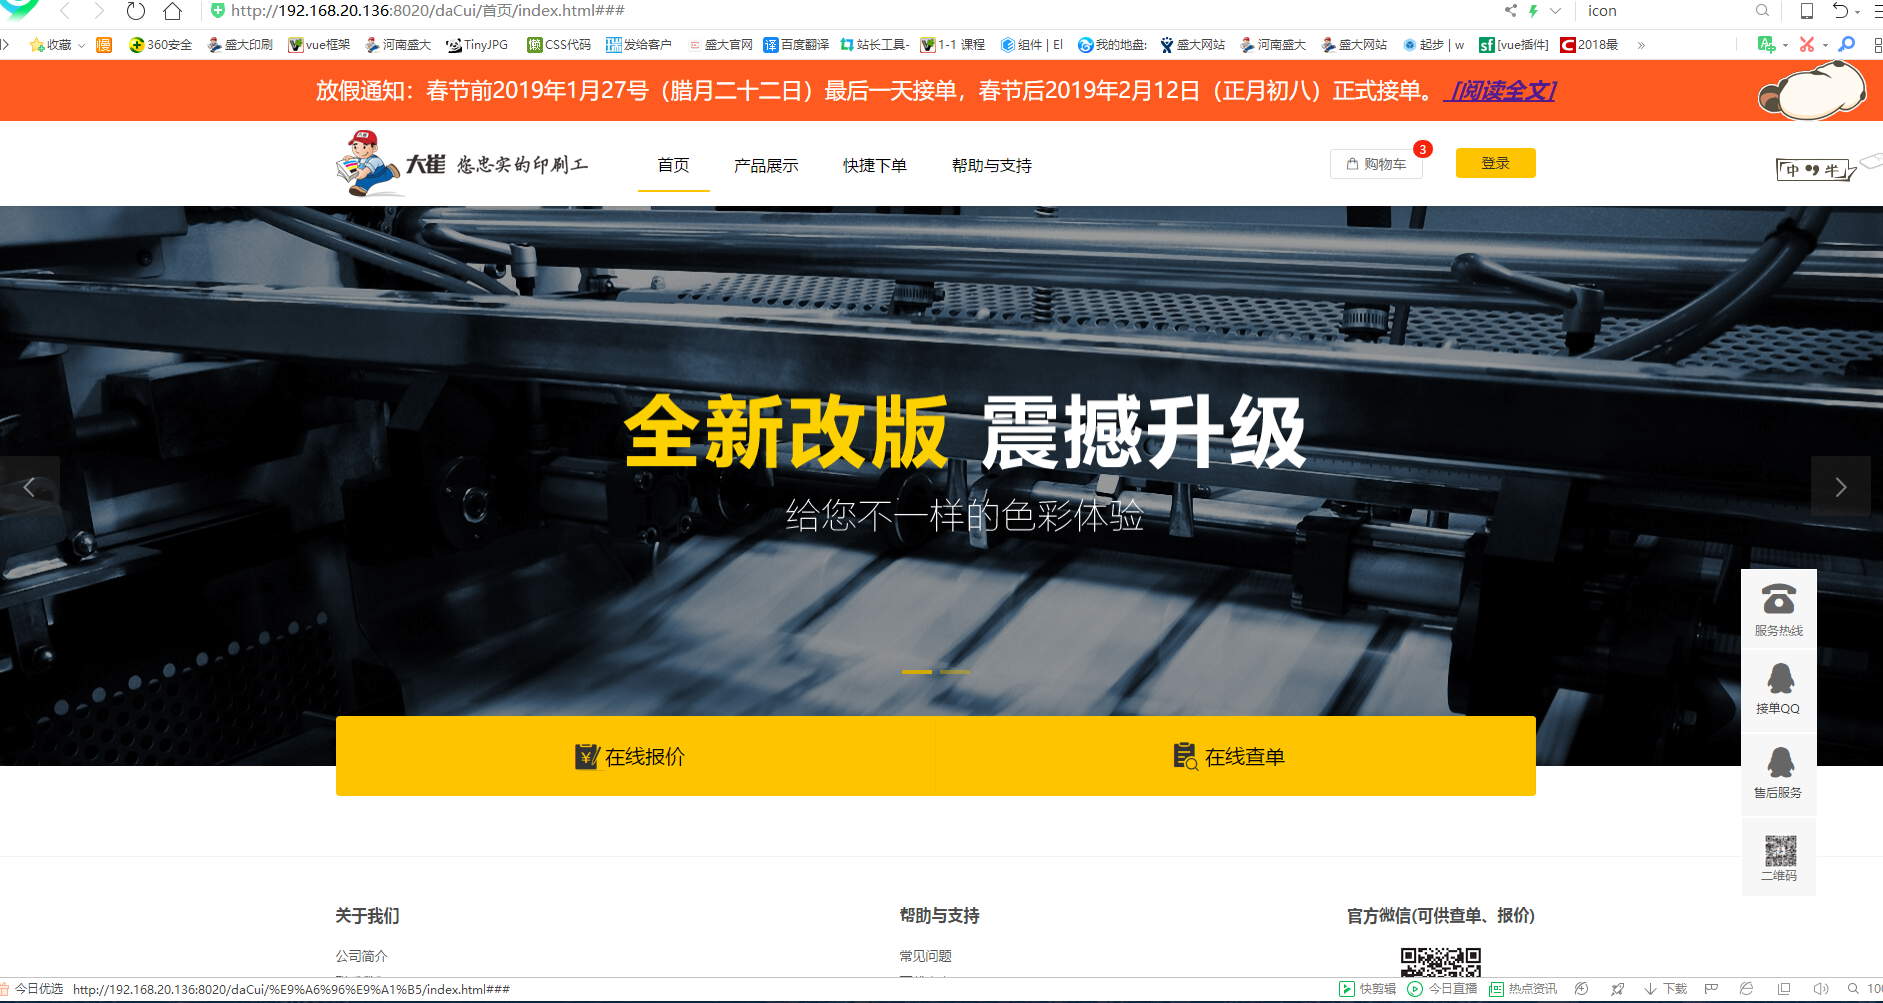 http://192.168.20.136:8020/daCui/首页/index.html###
icon
收藏
慢
360安全
盛大印刷
vue框架
河南盛大
TinyJPG
懒
CSS代码
发给客户
盛大官网
译
百度翻译
站长工具-
1-1 课程
组件 | El
我的地盘:
盛大网站
河南盛大
盛大网站
起步 | w
sf
[vue插件]
2018最
»
放假通知：春节前2019年1月27号（腊月二十二日）最后一天接单，春节后2019年2月12日（正月初八）正式接单。 [阅读全文]
大崔 您忠实的印刷工
首页
产品展示
快捷下单
帮助与支持
购物车
3
登录
中 半
全新改版 震撼升级
给您不一样的色彩体验
服务热线
接单QQ
售后服务
二维码
在线报价
在线查单
关于我们
帮助与支持
官方微信(可供查单、报价)
公司简介
常见问题
今日优选
http://192.168.20.136:8020/daCui/%E9%A6%96%E9%A1%B5/index.html###
快剪辑
今日直播
热点资讯
下载
100